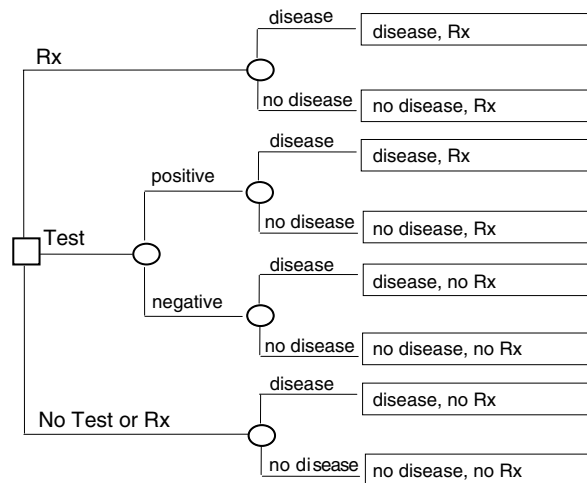 disease
disease, Rx
Rx
no disease
no disease, Rx
disease
disease, Rx
positive
no disease
no disease, Rx
Test
disease
disease, no Rx
negative
no disease
no disease, no Rx
disease
disease, no Rx
No Test or Rx
no disease
no disease, no Rx